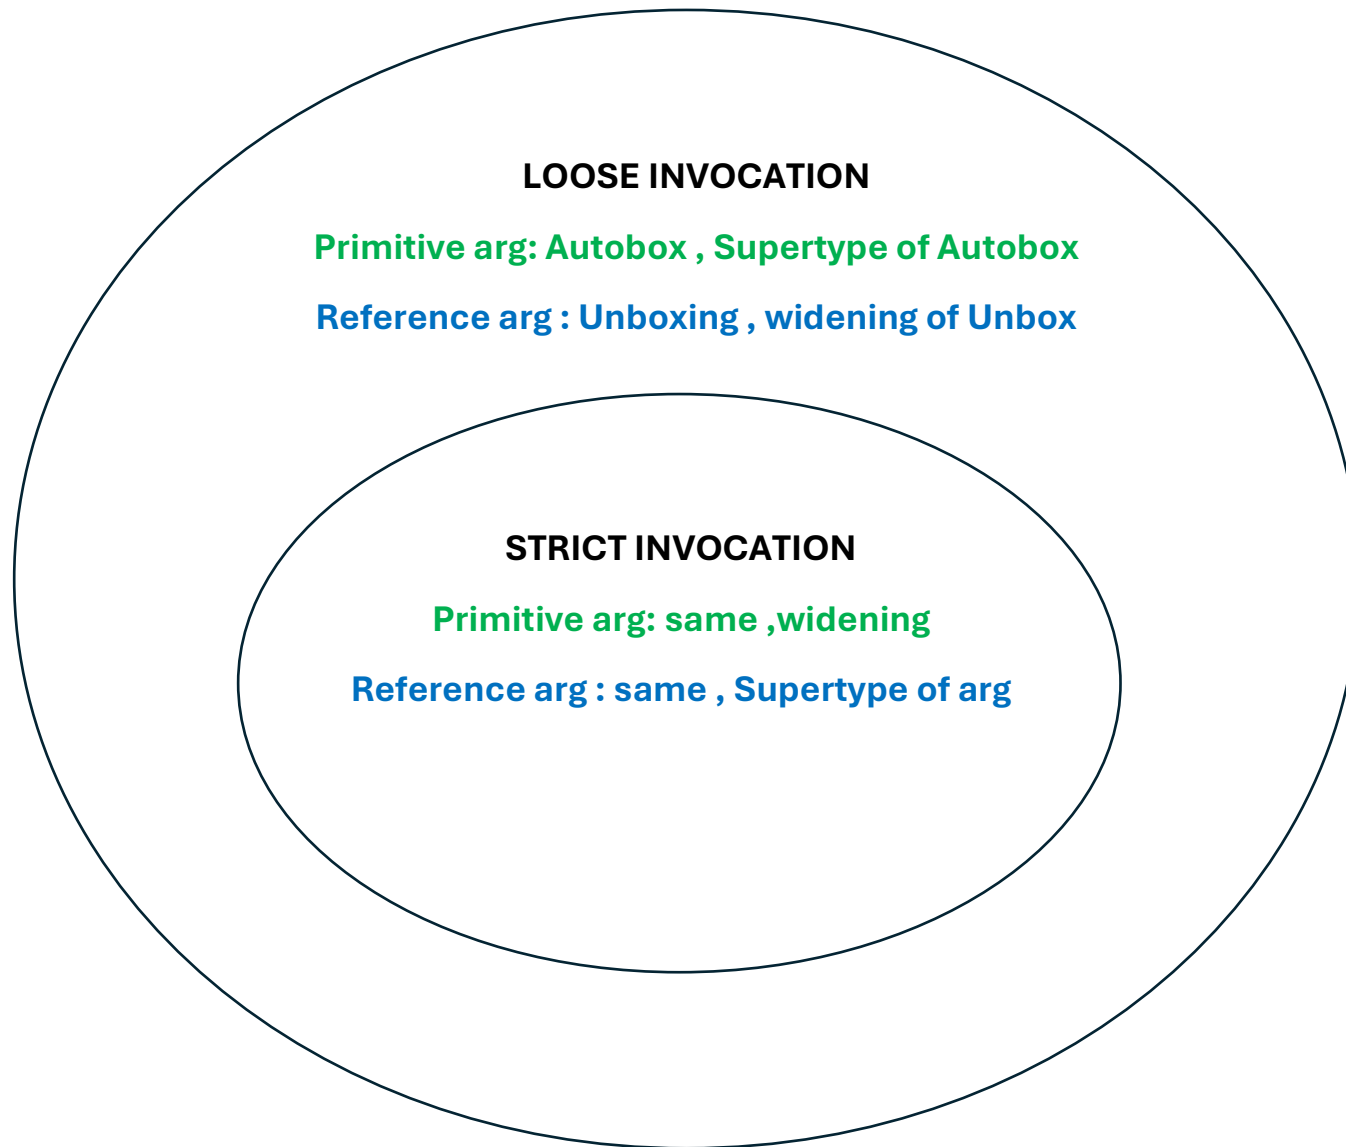 LOOSE INVOCATION
Primitive arg: Autobox , Supertype of Autobox
Reference arg : Unboxing , widening of Unbox
STRICT INVOCATION
Primitive arg: same ,widening
Reference arg : same , Supertype of arg